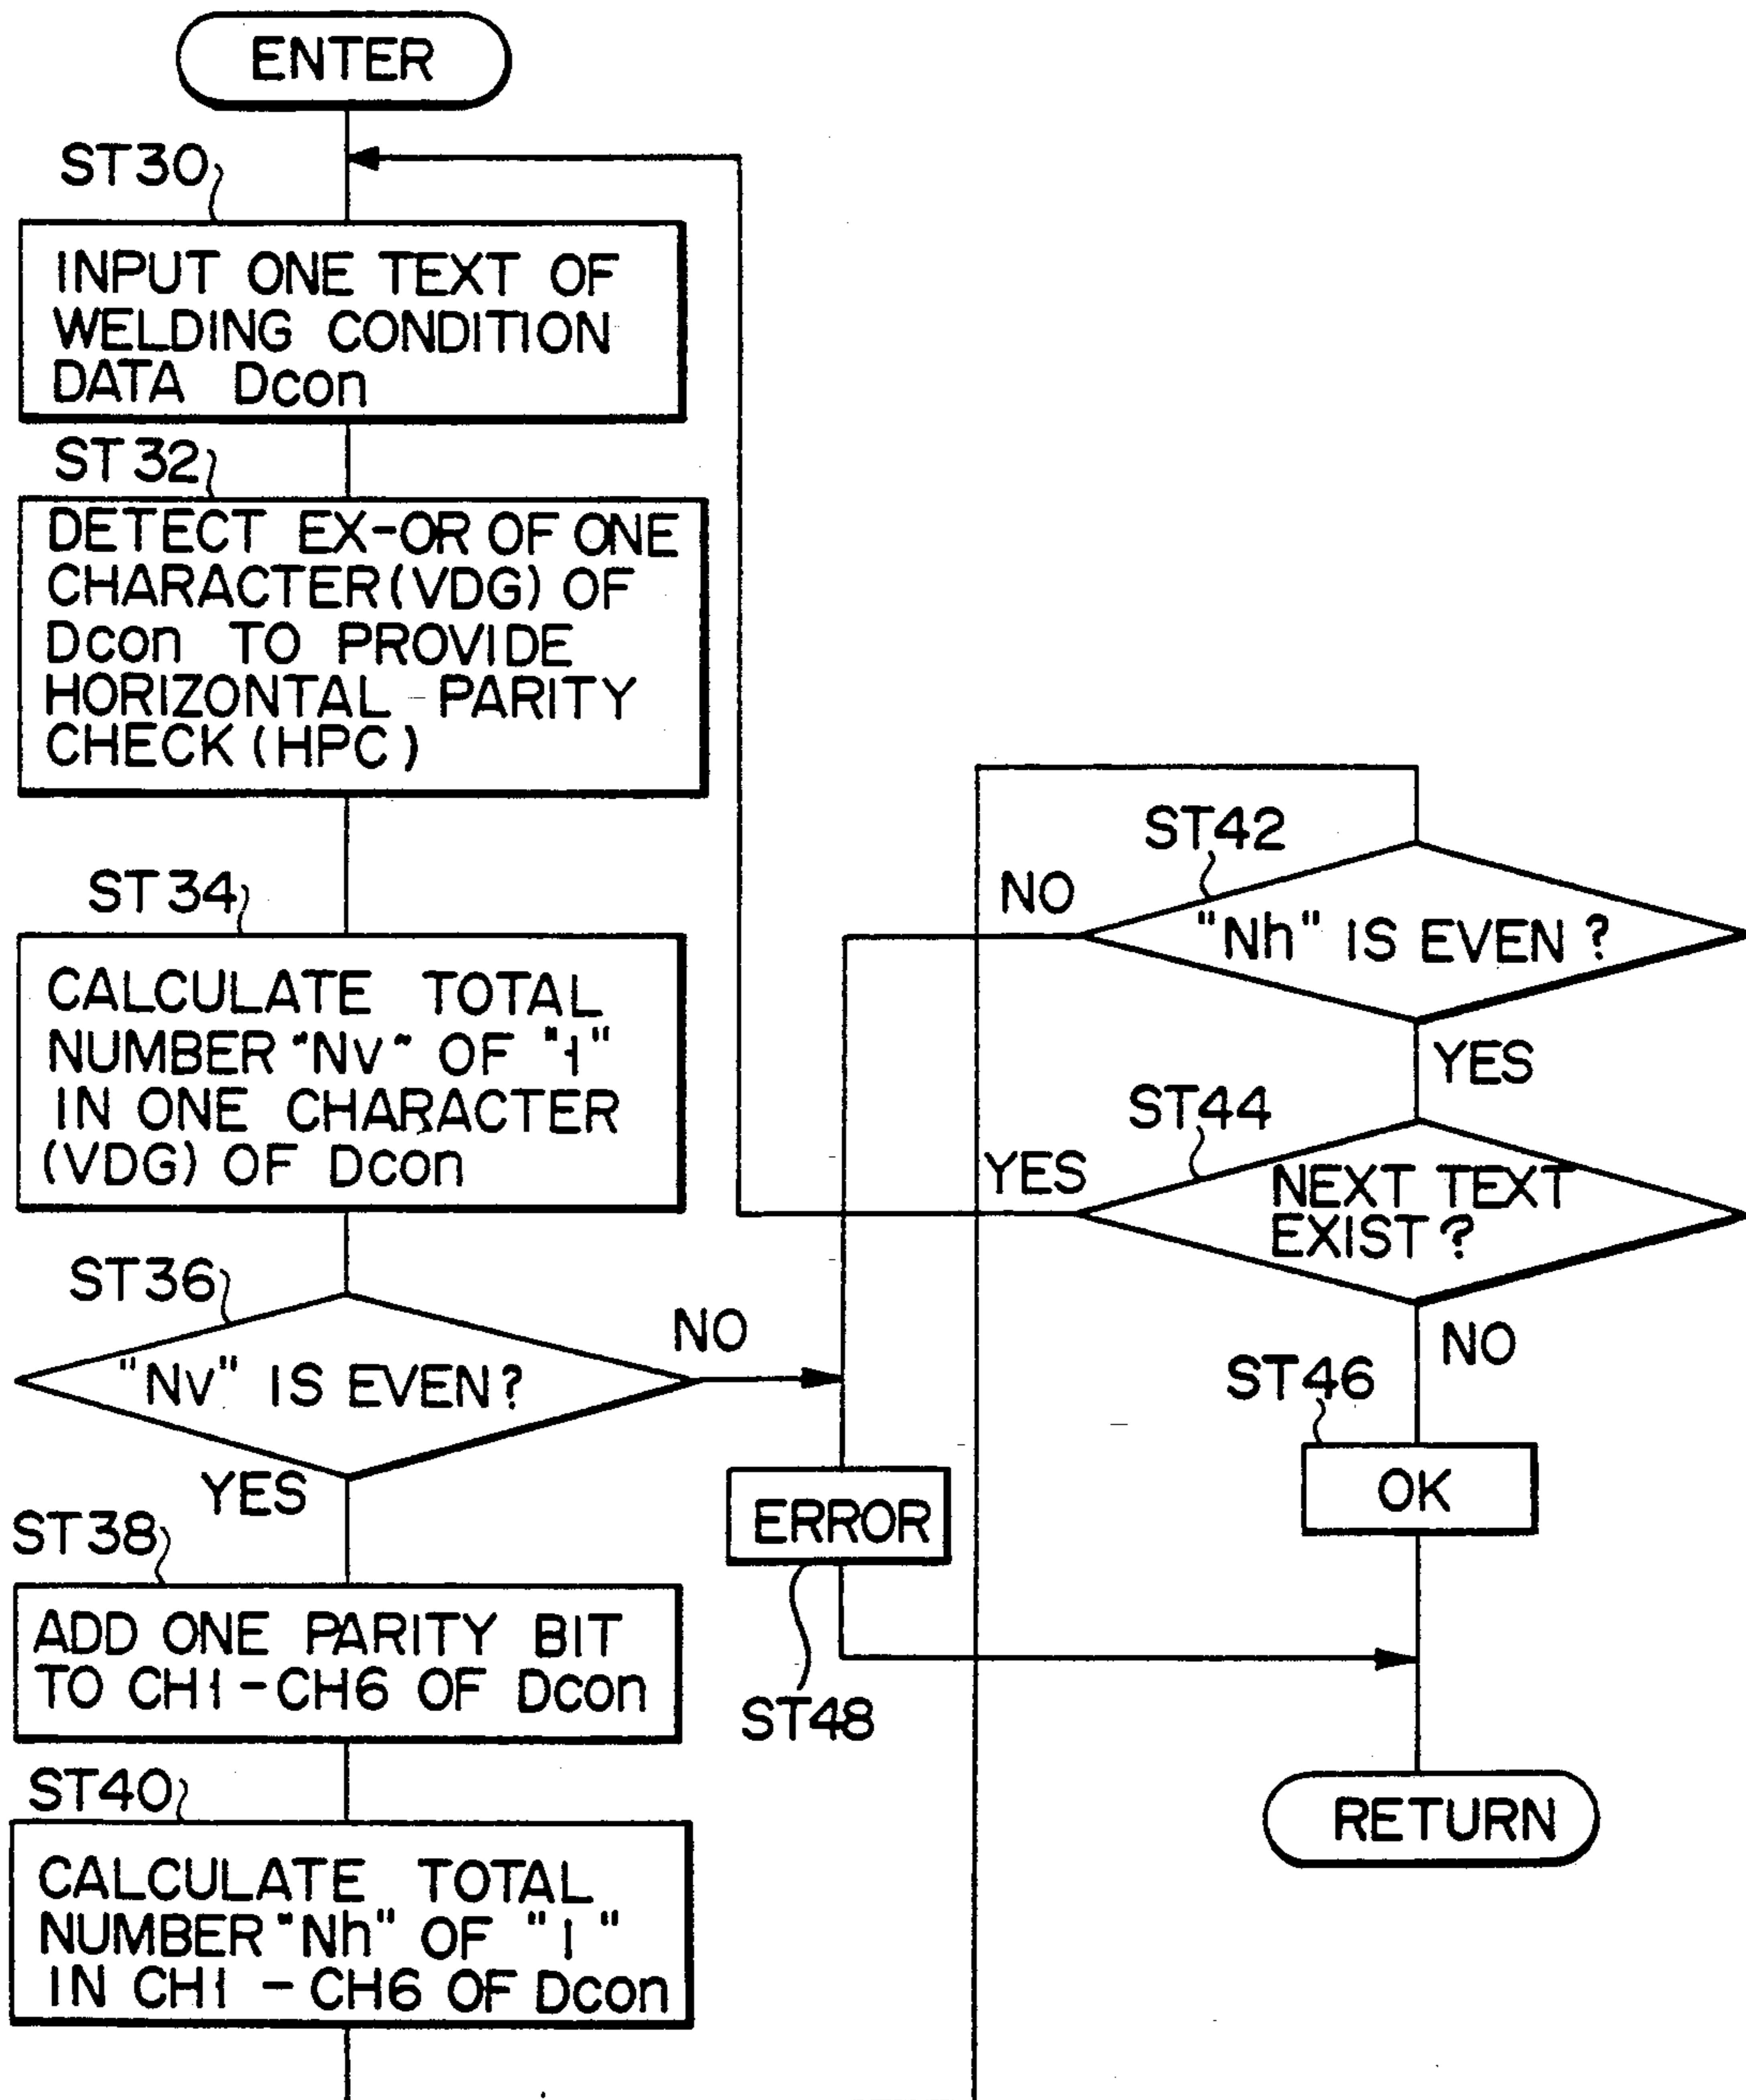 ENTER
ST30
INPUT ONE TEXT OF
WELDING CONDITION
DATA Dcon
ST32
DETECT EX-OR OF ONE
CHARACTER(VDG) OF
Dcon TO PROVIDE
HORIZONTAL PARITY
CHECK(HPC)
ST34
CALCULATE TOTAL
NUMBER "Nv" OF "1"
IN ONE CHARACTER
(VDG) OF Dcon
ST36
"Nv" IS EVEN?
NO
YES
ST38
ADD ONE PARITY BIT
TO CH1-CH6 OF Dcon
ST40
CALCULATE TOTAL
NUMBER "Nh" OF "1"
IN CH1-CH6 OF Dcon
ST42
NO
"Nh" IS EVEN?
YES
ST44
YES
NEXT TEXT
EXIST?
NO
ST46
OK
ERROR
ST48
RETURN